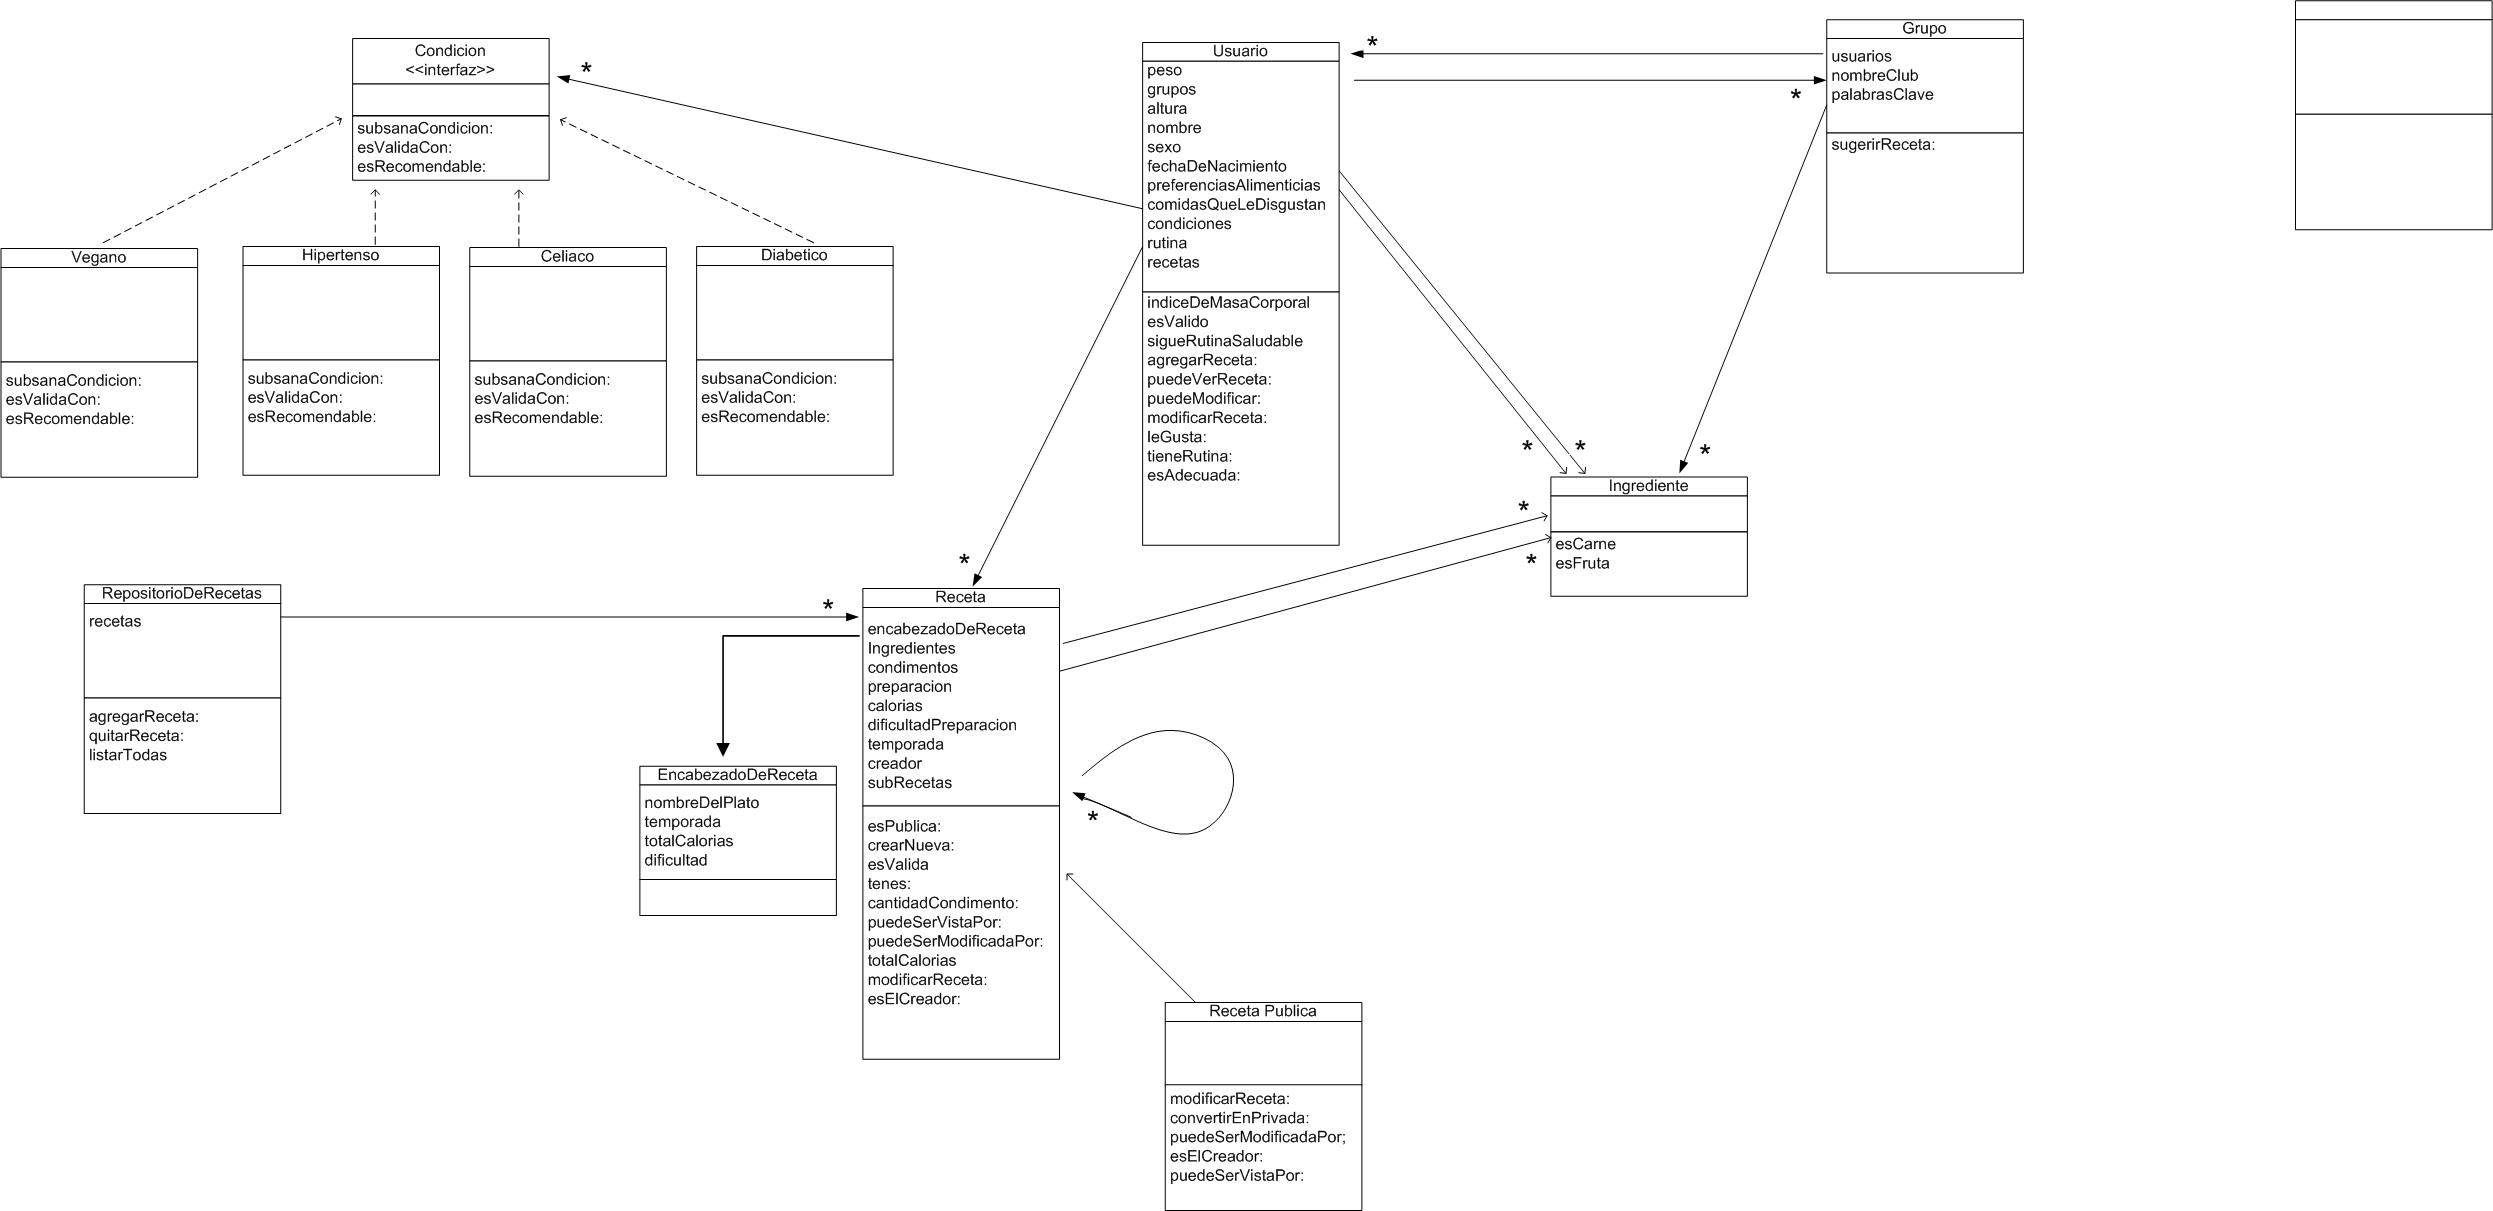 Condicion
<<interfaz>>
subsanaCondicion:
esValidaCon:
esRecomendable:
*
Vegano
subsanaCondicion:
esValidaCon:
esRecomendable:
Hipertenso
subsanaCondicion:
esValidaCon:
esRecomendable:
Celiaco
subsanaCondicion:
esValidaCon:
esRecomendable:
Diabetico
subsanaCondicion:
esValidaCon:
esRecomendable:
Usuario
peso
grupos
altura
nombre
sexo
fechaDeNacimiento
preferenciasAlimenticias
comidasQueLeDisgustan
condiciones
rutina
recetas
indiceDeMasaCorporal
esValido
sigueRutinaSaludable
agregarReceta:
puedeVerReceta:
puedeModificar:
modificarReceta:
leGusta:
tieneRutina:
esAdecuada:
*
*
Grupo
usuarios
nombreClub
palabrasClave
sugerirReceta:
*
*
*
Ingrediente
esCarne
esFruta
*
*
*
RepositorioDeRecetas
recetas
agregarReceta:
quitarReceta:
listarTodas
*
Receta
encabezadoDeReceta
Ingredientes
condimentos
preparacion
calorias
dificultadPreparacion
temporada
creador
subRecetas
esPublica:
crearNueva:
esValida
tenes:
cantidadCondimento:
puedeSerVistaPor:
puedeSerModificadaPor:
totalCalorias
modificarReceta:
esElCreador:
*
EncabezadoDeReceta
nombreDelPlato
temporada
totalCalorias
dificultad
Receta Publica
modificarReceta:
convertirEnPrivada:
puedeSerModificadaPor;
esElCreador:
puedeSerVistaPor: